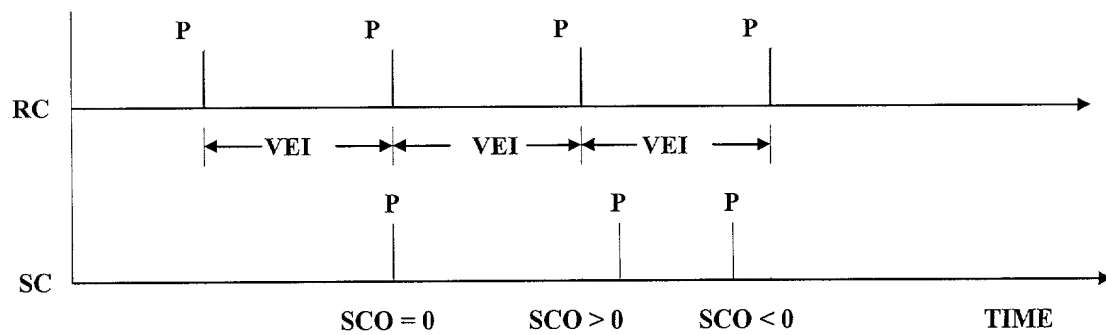 P P P P
RC
VEI VEI VEI
P P P
SC
SCO = 0 SCO > 0 SCO < 0 TIME